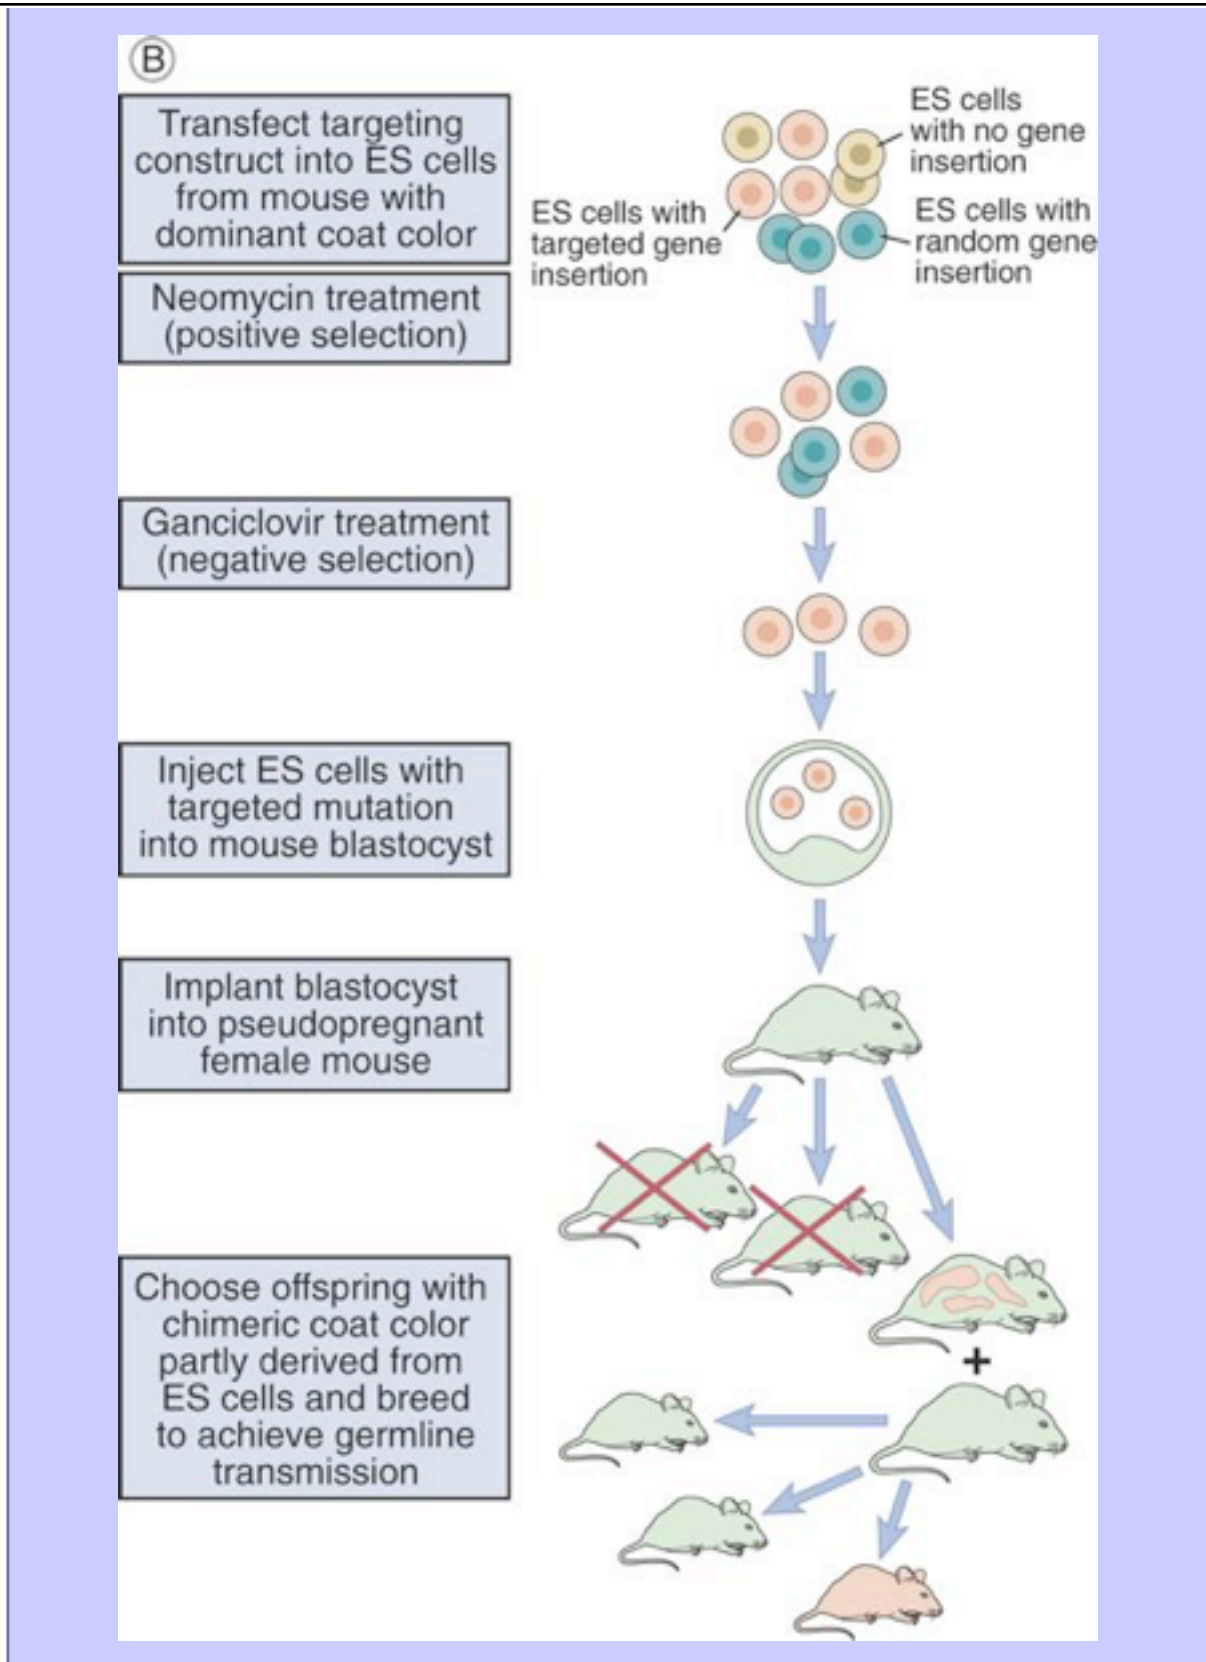 B
Transfect targeting
construct into ES cells
from mouse with
dominant coat color
ES cells
with no gene
insertion
ES cells with
targeted gene
insertion
ES cells with
random gene
insertion
Neomycin treatment
(positive selection)
Ganciclovir treatment
(negative selection)
Inject ES cells with
targeted mutation
into mouse blastocyst
Implant blastocyst
into pseudopregnant
female mouse
Choose offspring with
chimeric coat color
partly derived from
ES cells and breed
to achieve germline
transmission
+